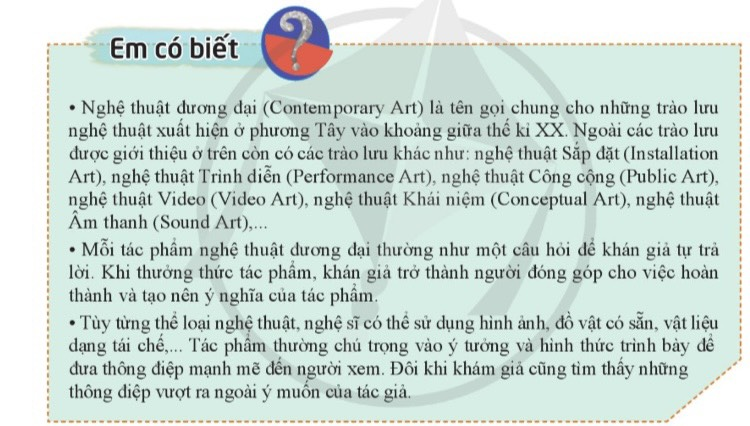 Em có biết
?
• Nghệ thuật đương đại (Contemporary Art) là tên gọi chung cho những trào lưu
nghệ thuật xuất hiện ở phương Tây vào khoảng giữa thế kỉ XX. Ngoài các trào lưu
được giới thiệu ở trên còn có các trào lưu khác như: nghệ thuật Sắp đặt (Installation
Art), nghệ thuật Trình diễn (Performance Art), nghệ thuật Công cộng (Public Art),
nghệ thuật Video (Video Art), nghệ thuật Khái niệm (Conceptual Art), nghệ thuật
Âm thanh (Sound Art),...
• Mỗi tác phẩm nghệ thuật đương đại thường như một câu hỏi để khán giả tự trả
lời. Khi thưởng thức tác phẩm, khán giả trở thành người đóng góp cho việc hoàn
thành và tạo nên ý nghĩa của tác phẩm.
• Tùy từng thể loại nghệ thuật, nghệ sĩ có thể sử dụng hình ảnh, đồ vật có sẵn, vật liệu
dạng tái chế,... Tác phẩm thường chú trọng vào ý tưởng và hình thức trình bày để
đưa thông điệp mạnh mẽ đến người xem. Đôi khi khám giả cũng tìm thấy những
thông điệp vượt ra ngoài ý muốn của tác giả.